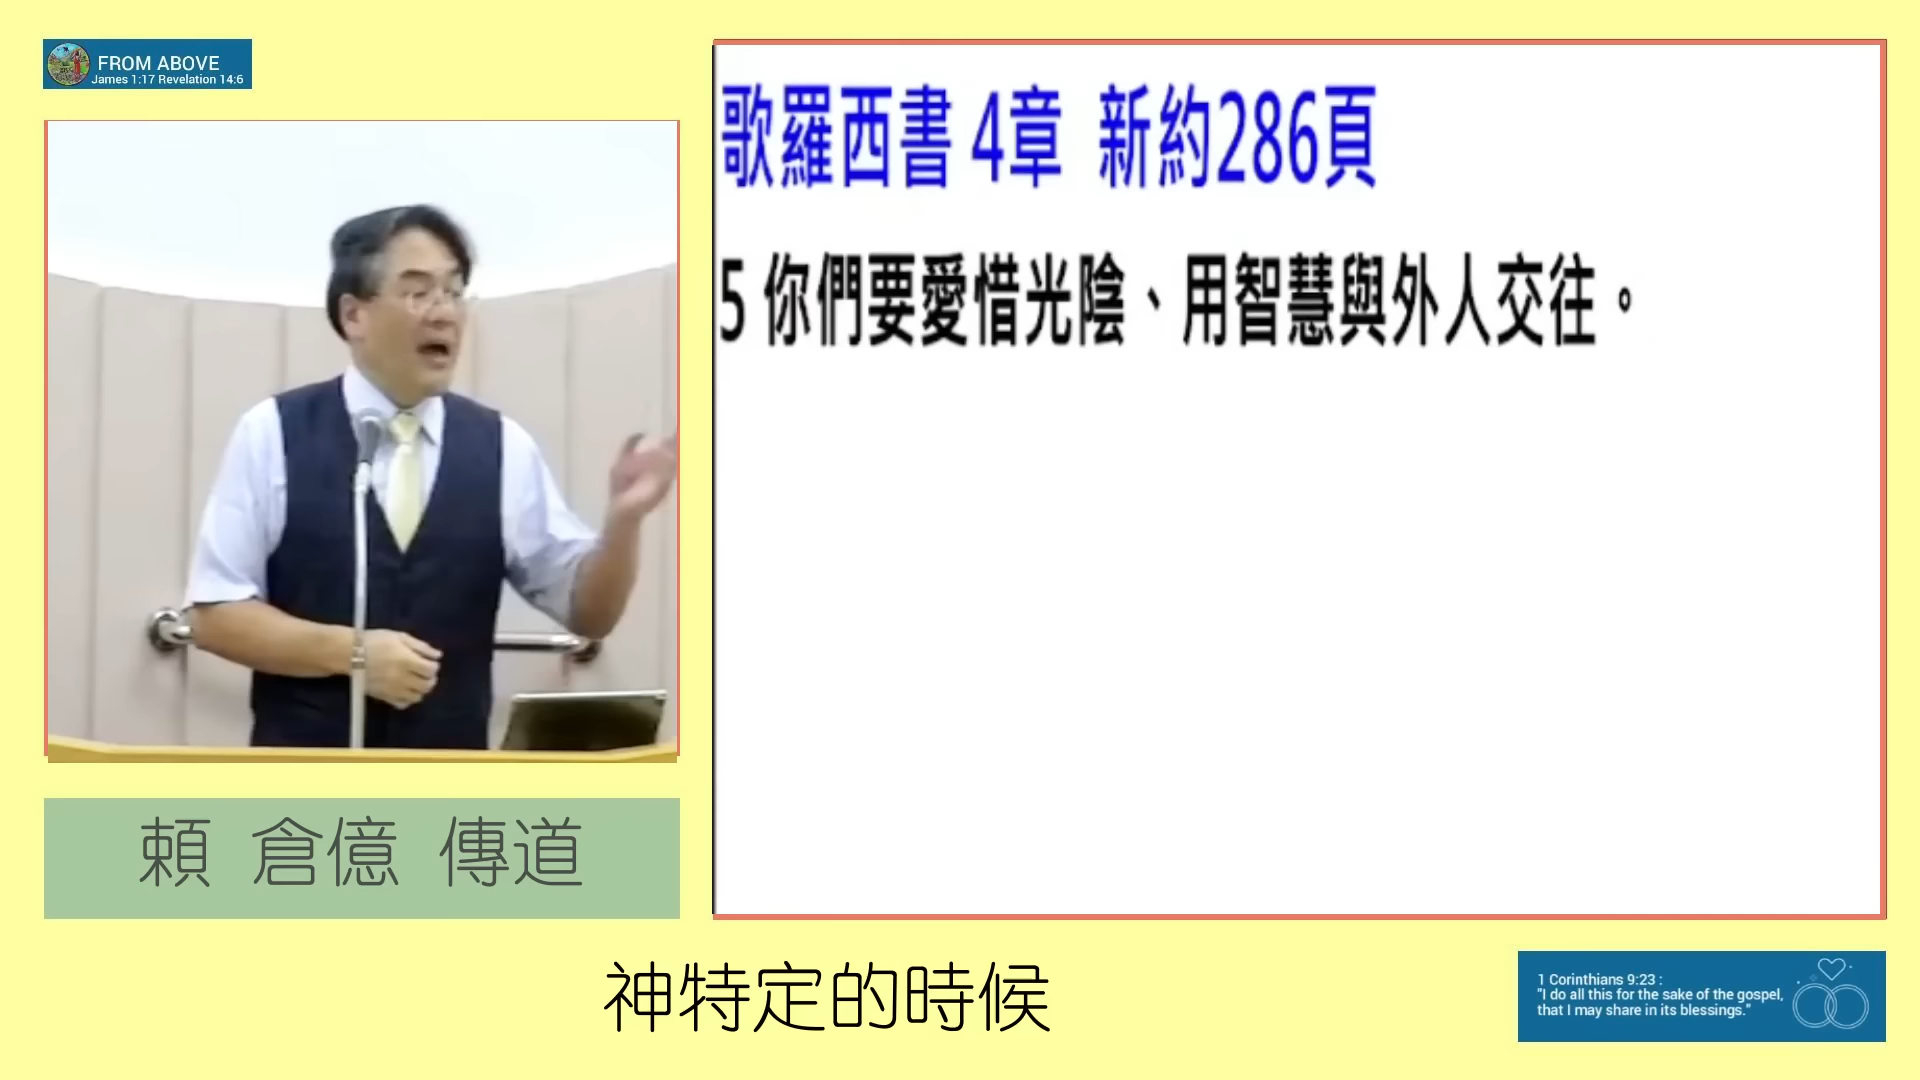 FROM ABOVE
James 1:17 Revelation 14:6
歌羅西書 4章 新約286頁
5 你們要愛惜光陰、用智慧與外人交往。
賴 倉億 傳道
神特定的時候
1 Corinthians 9:23 :
"I do all this for the sake of the gospel,
that I may share in its blessings."